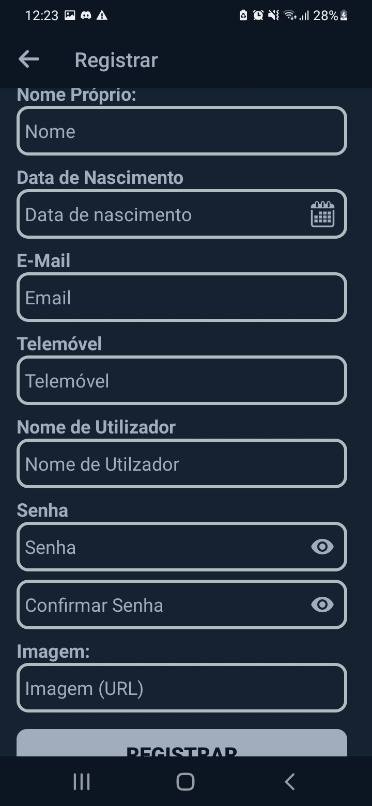 12:23 28%
Registrar
Nome Próprio:
Nome
Data de Nascimento
Data de nascimento
E-Mail
Email
Telemóvel
Telemóvel
Nome de Utilizador
Nome de Utilzador
Senha
Senha
Confirmar Senha
Imagem:
Imagem (URL)
REGISTRAR